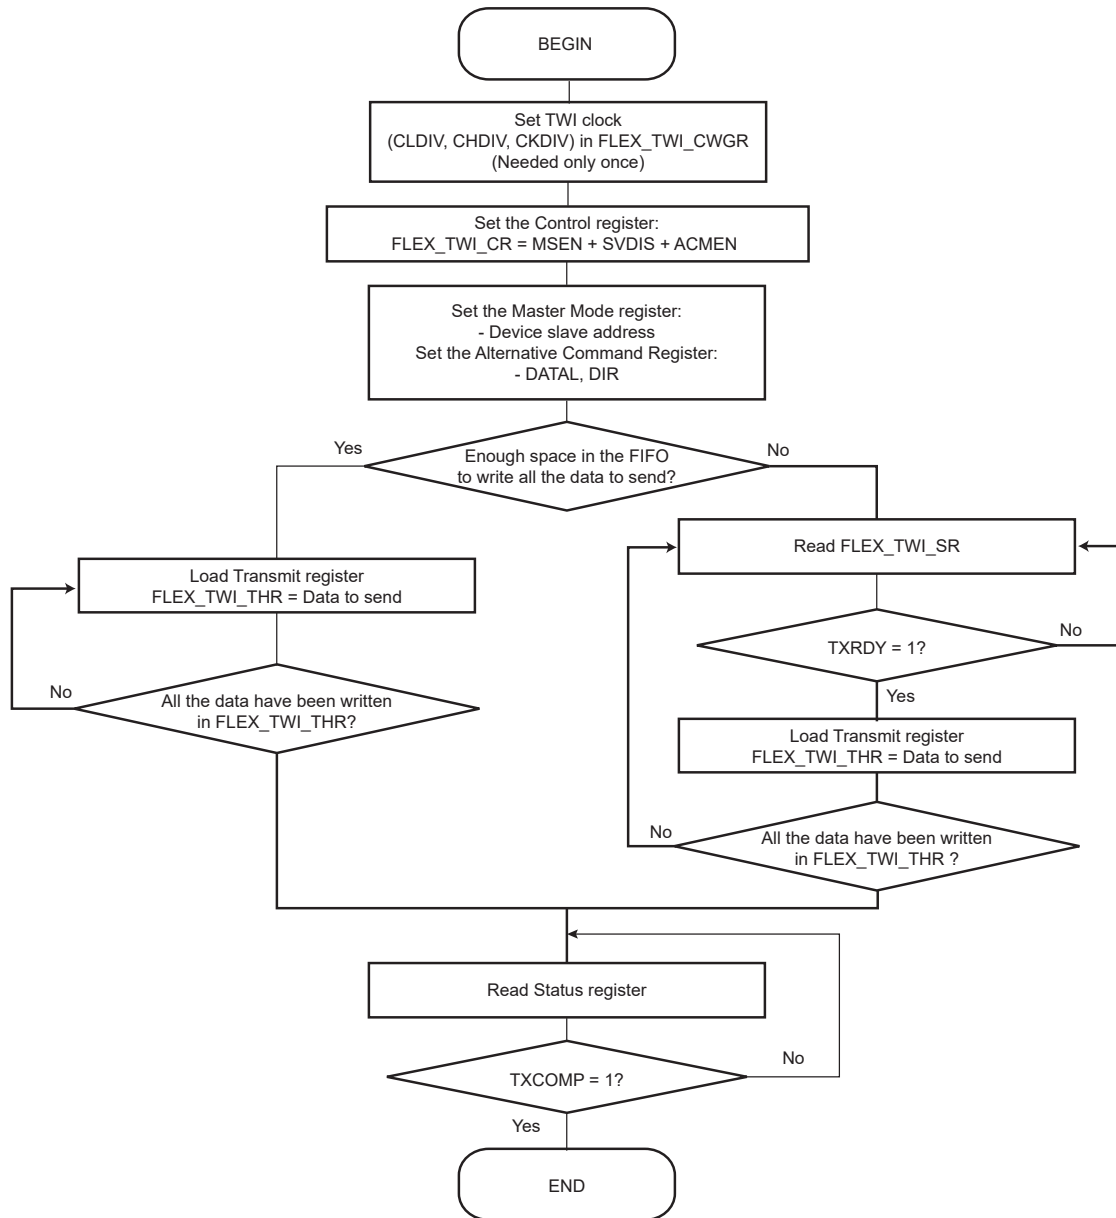 BEGIN
Set TWI clock
(CLDIV, CHDIV, CKDIV) in FLEX_TWI_CWGR
(Needed only once)
Set the Control register:
FLEX_TWI_CR = MSEN + SVDIS + ACMEN
Set the Master Mode register:
- Device slave address
Set the Alternative Command Register:
- DATAL, DIR
Yes
Enough space in the FIFO
to write all the data to send?
No
Load Transmit register
FLEX_TWI_THR = Data to send
No
All the data have been written
in FLEX_TWI_THR?
Read FLEX_TWI_SR
TXRDY = 1?
No
Yes
Load Transmit register
FLEX_TWI_THR = Data to send
No
All the data have been written
in FLEX_TWI_THR ?
Read Status register
TXCOMP = 1?
No
Yes
END